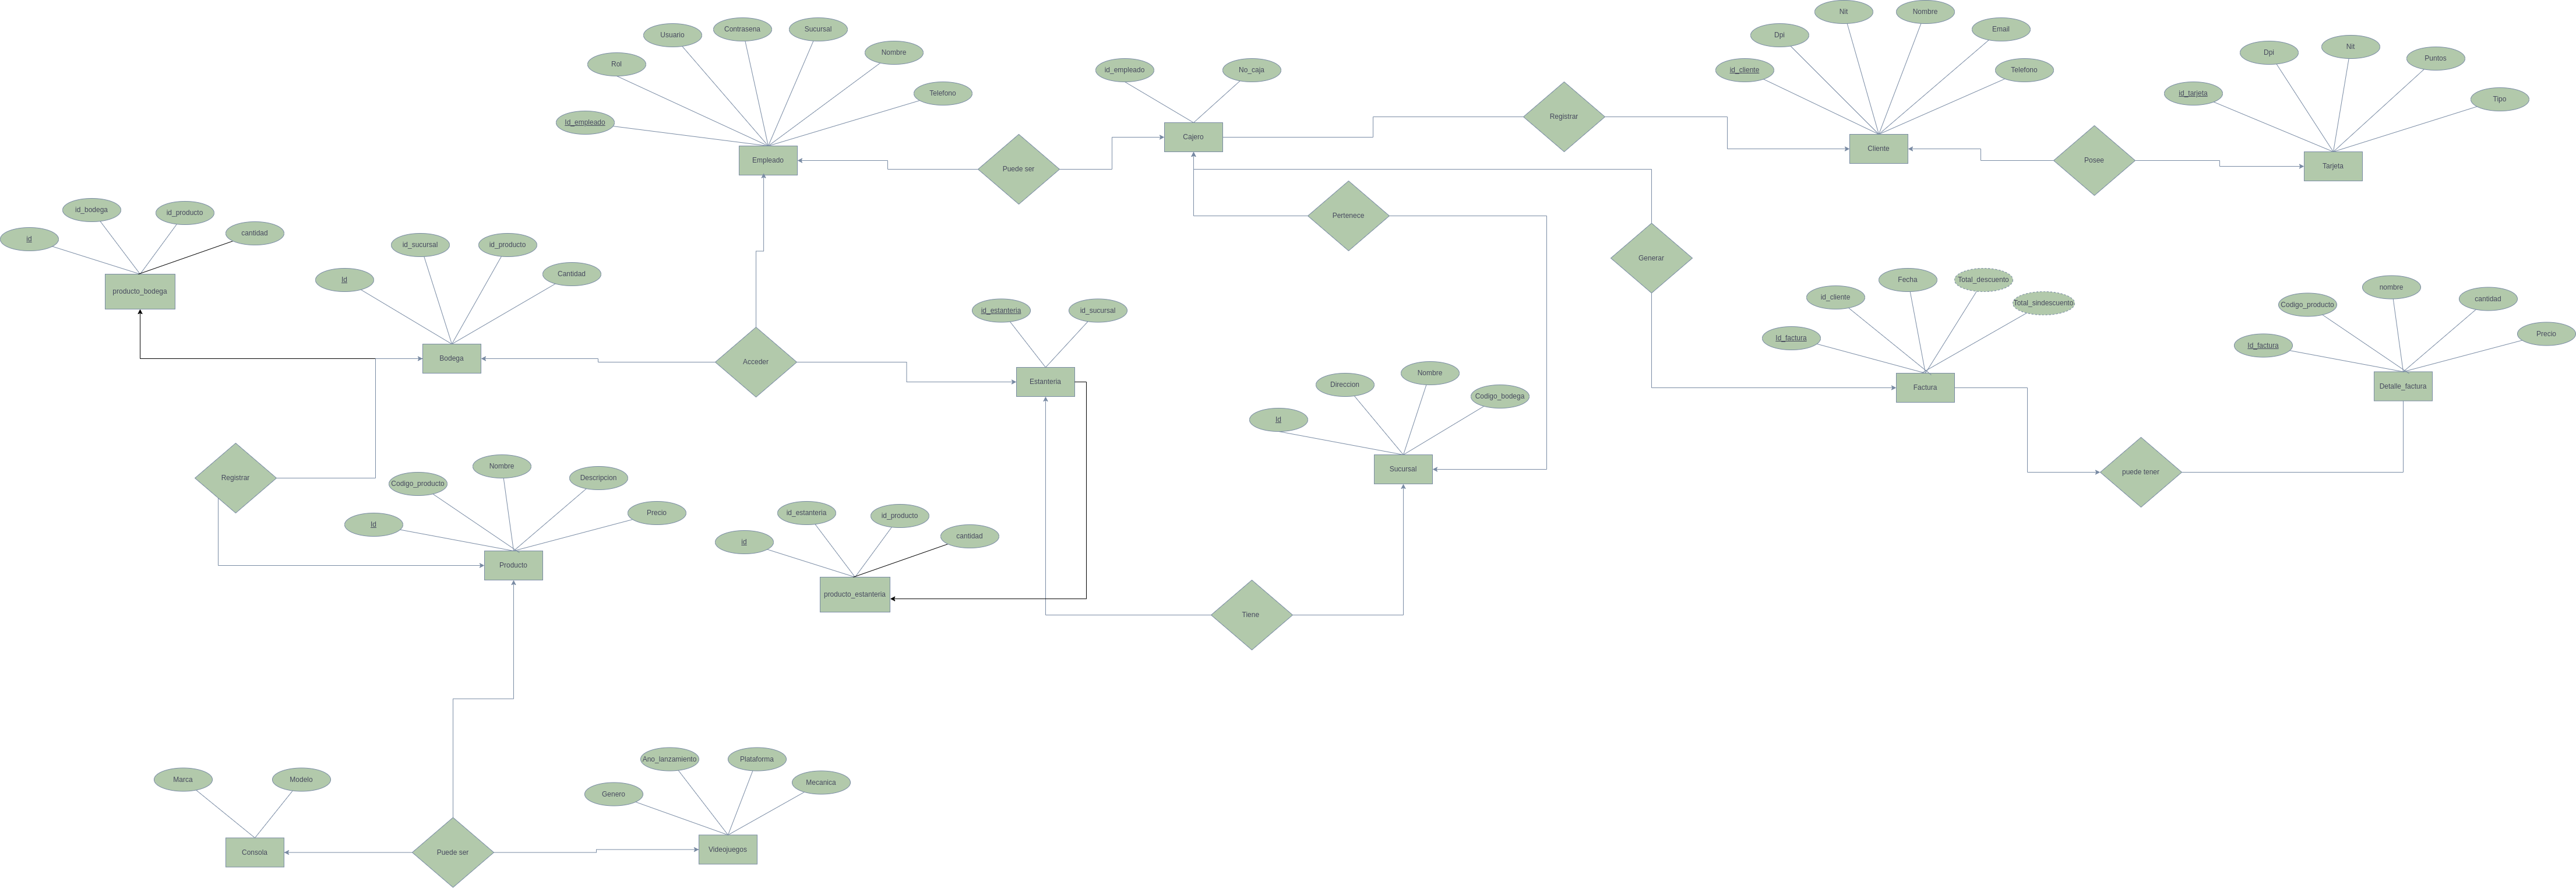 Nit
Nombre
Usuario
Contrasena
Sucursal
Dpi
Email
Nombre
Dpi
Nit
Puntos
Rol
id_empleado
No_caja
id_cliente
Telefono
Telefono
id_tarjeta
Tipo
Id_empleado
Registrar
Cajero
Cliente
Empleado
Puede ser
Posee
Tarjeta
id_bodega
id_producto
Pertenece
id
cantidad
id_sucursal
id_producto
Generar
Id
Cantidad
Fecha
Total_descuento
producto_bodega
id_cliente
Total_sindescuento
nombre
cantidad
Codigo_producto
id_estanteria
id_sucursal
Id_factura
Precio
Id_factura
Bodega
Acceder
Estanteria
Direccion
Nombre
Codigo_bodega
Factura
Detalle_factura
Id
Registrar
Codigo_producto
Nombre
Descripcion
Sucursal
puede tener
Id
Precio
id_estanteria
id_producto
id
cantidad
Producto
producto_estanteria
Tiene
Marca
Modelo
Ano_lanzamiento
Plataforma
Mecanica
Genero
Consola
Puede ser
Videojuegos